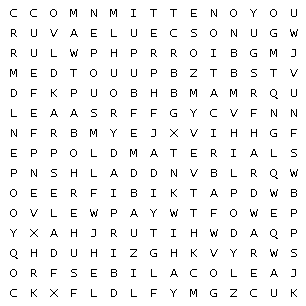 C C O M N M I T T E N O Y O U
R U V A E L U E C S O N U G W
R U L W P H P R R O I B G M J
M E D T O U U P B Z T B S T V
D F K P U O B H B M A M R Q U
L E A A S R F F G Y C V F N N
N F R B M Y E J X V I H H G F
E P P O L D M A T E R I A L S
P N S H L A D D N V B L R Q W
O E E R F I B I K T A P D W B
O V L E W P A Y W T F O W E P
Y X A H J R U T I H W D A Q P
Q H D U H I Z G H K V Y R W S
O R F S E B I L A C O L E A J
C K X F L D L F Y M G Z C U K